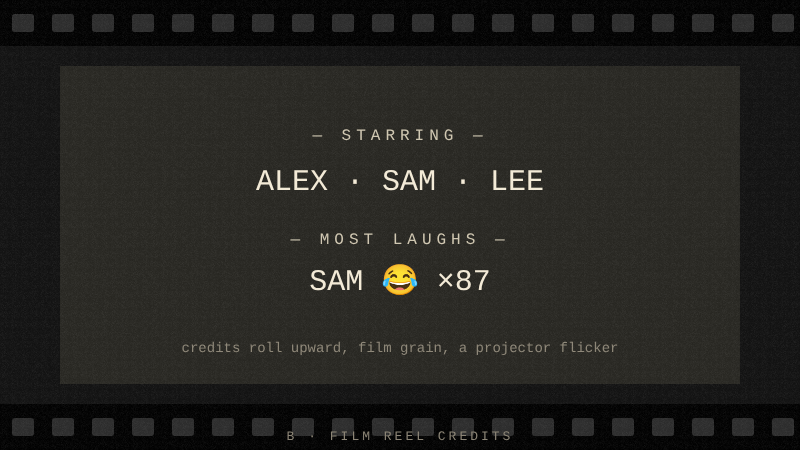 — STARRING —
ALEX · SAM · LEE
— MOST LAUGHS —
SAM 😂 ×87
credits roll upward, film grain, a projector flicker
B · FILM REEL CREDITS